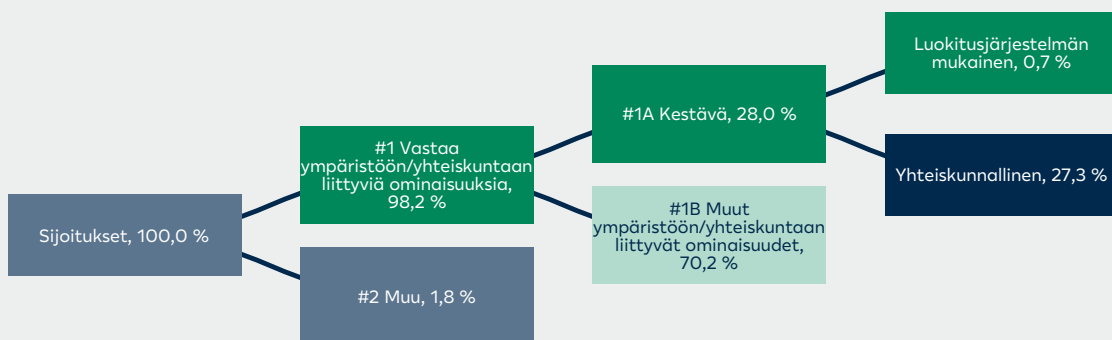 Sijoitukset, 100,0 %
#1 Vastaa
ympäristöön/yhteiskuntaan
liittyviä ominaisuuksia,
98,2 %
#2 Muu, 1,8 %
#1A Kestävä, 28,0 %
#1B Muut
ympäristöön/yhteiskuntaan
liittyvät ominaisuudet,
70,2 %
Luokitusjärjestelmän
mukainen, 0,7 %
Yhteiskunnallinen, 27,3 %